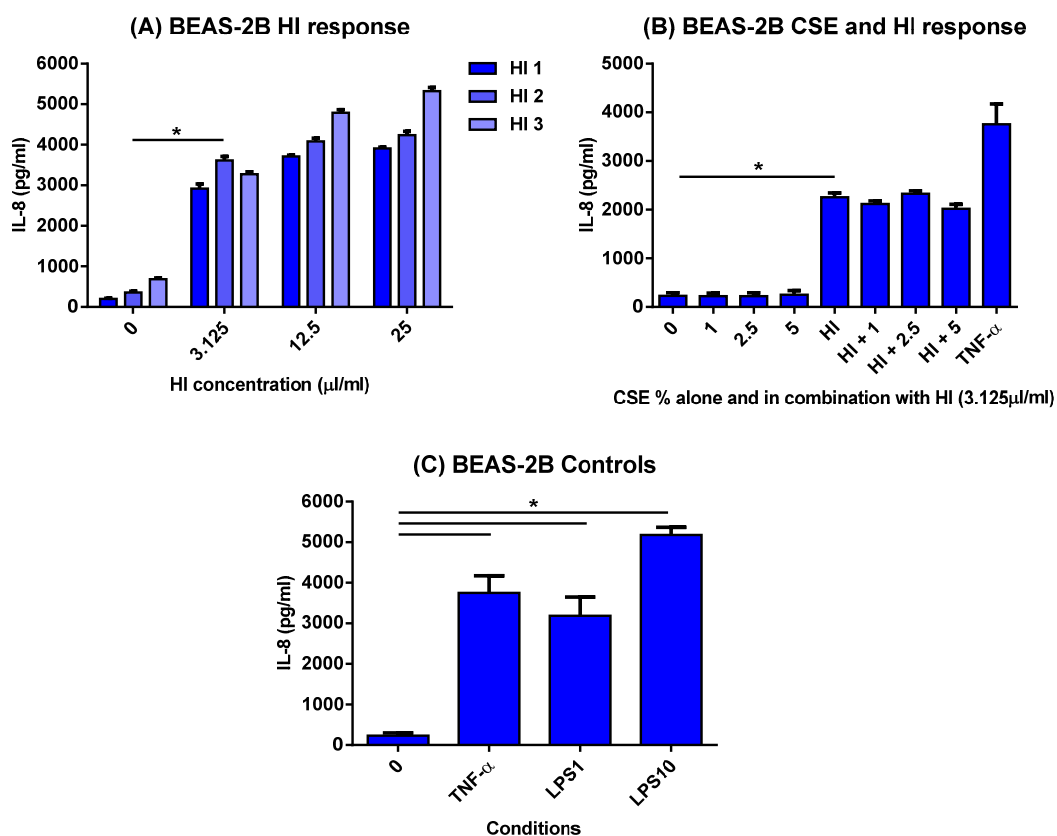 (A) BEAS-2B HI response
IL-8 (pg/ml)
6000
5000
4000
3000
2000
1000
0
*
HI 1
HI 2
HI 3
0
3.125
12.5
25
HI concentration (μl/ml)
(B) BEAS-2B CSE and HI response
IL-8 (pg/ml)
5000
4000
3000
2000
1000
0
*
0
1
2.5
5
HI
HI + 1
HI + 2.5
HI + 5
TNF-α
CSE % alone and in combination with HI (3.125μl/ml)
(C) BEAS-2B Controls
IL-8 (pg/ml)
6000
5000
4000
3000
2000
1000
0
*
0
TNF-α
LPS1
LPS10
Conditions